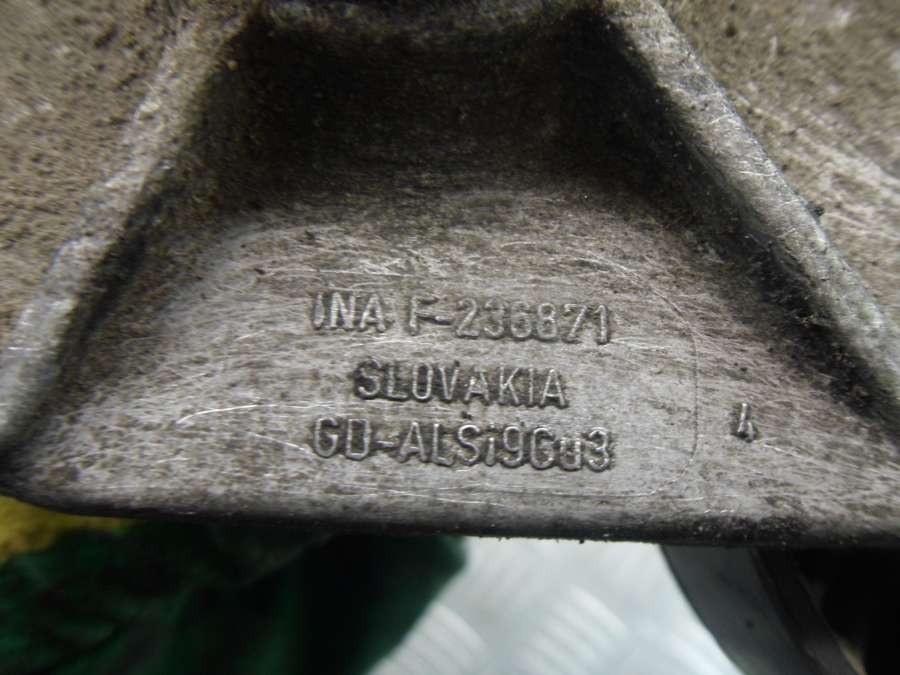 INA F-236871
SLOVAKIA
GD-ALSi9Cu3
4